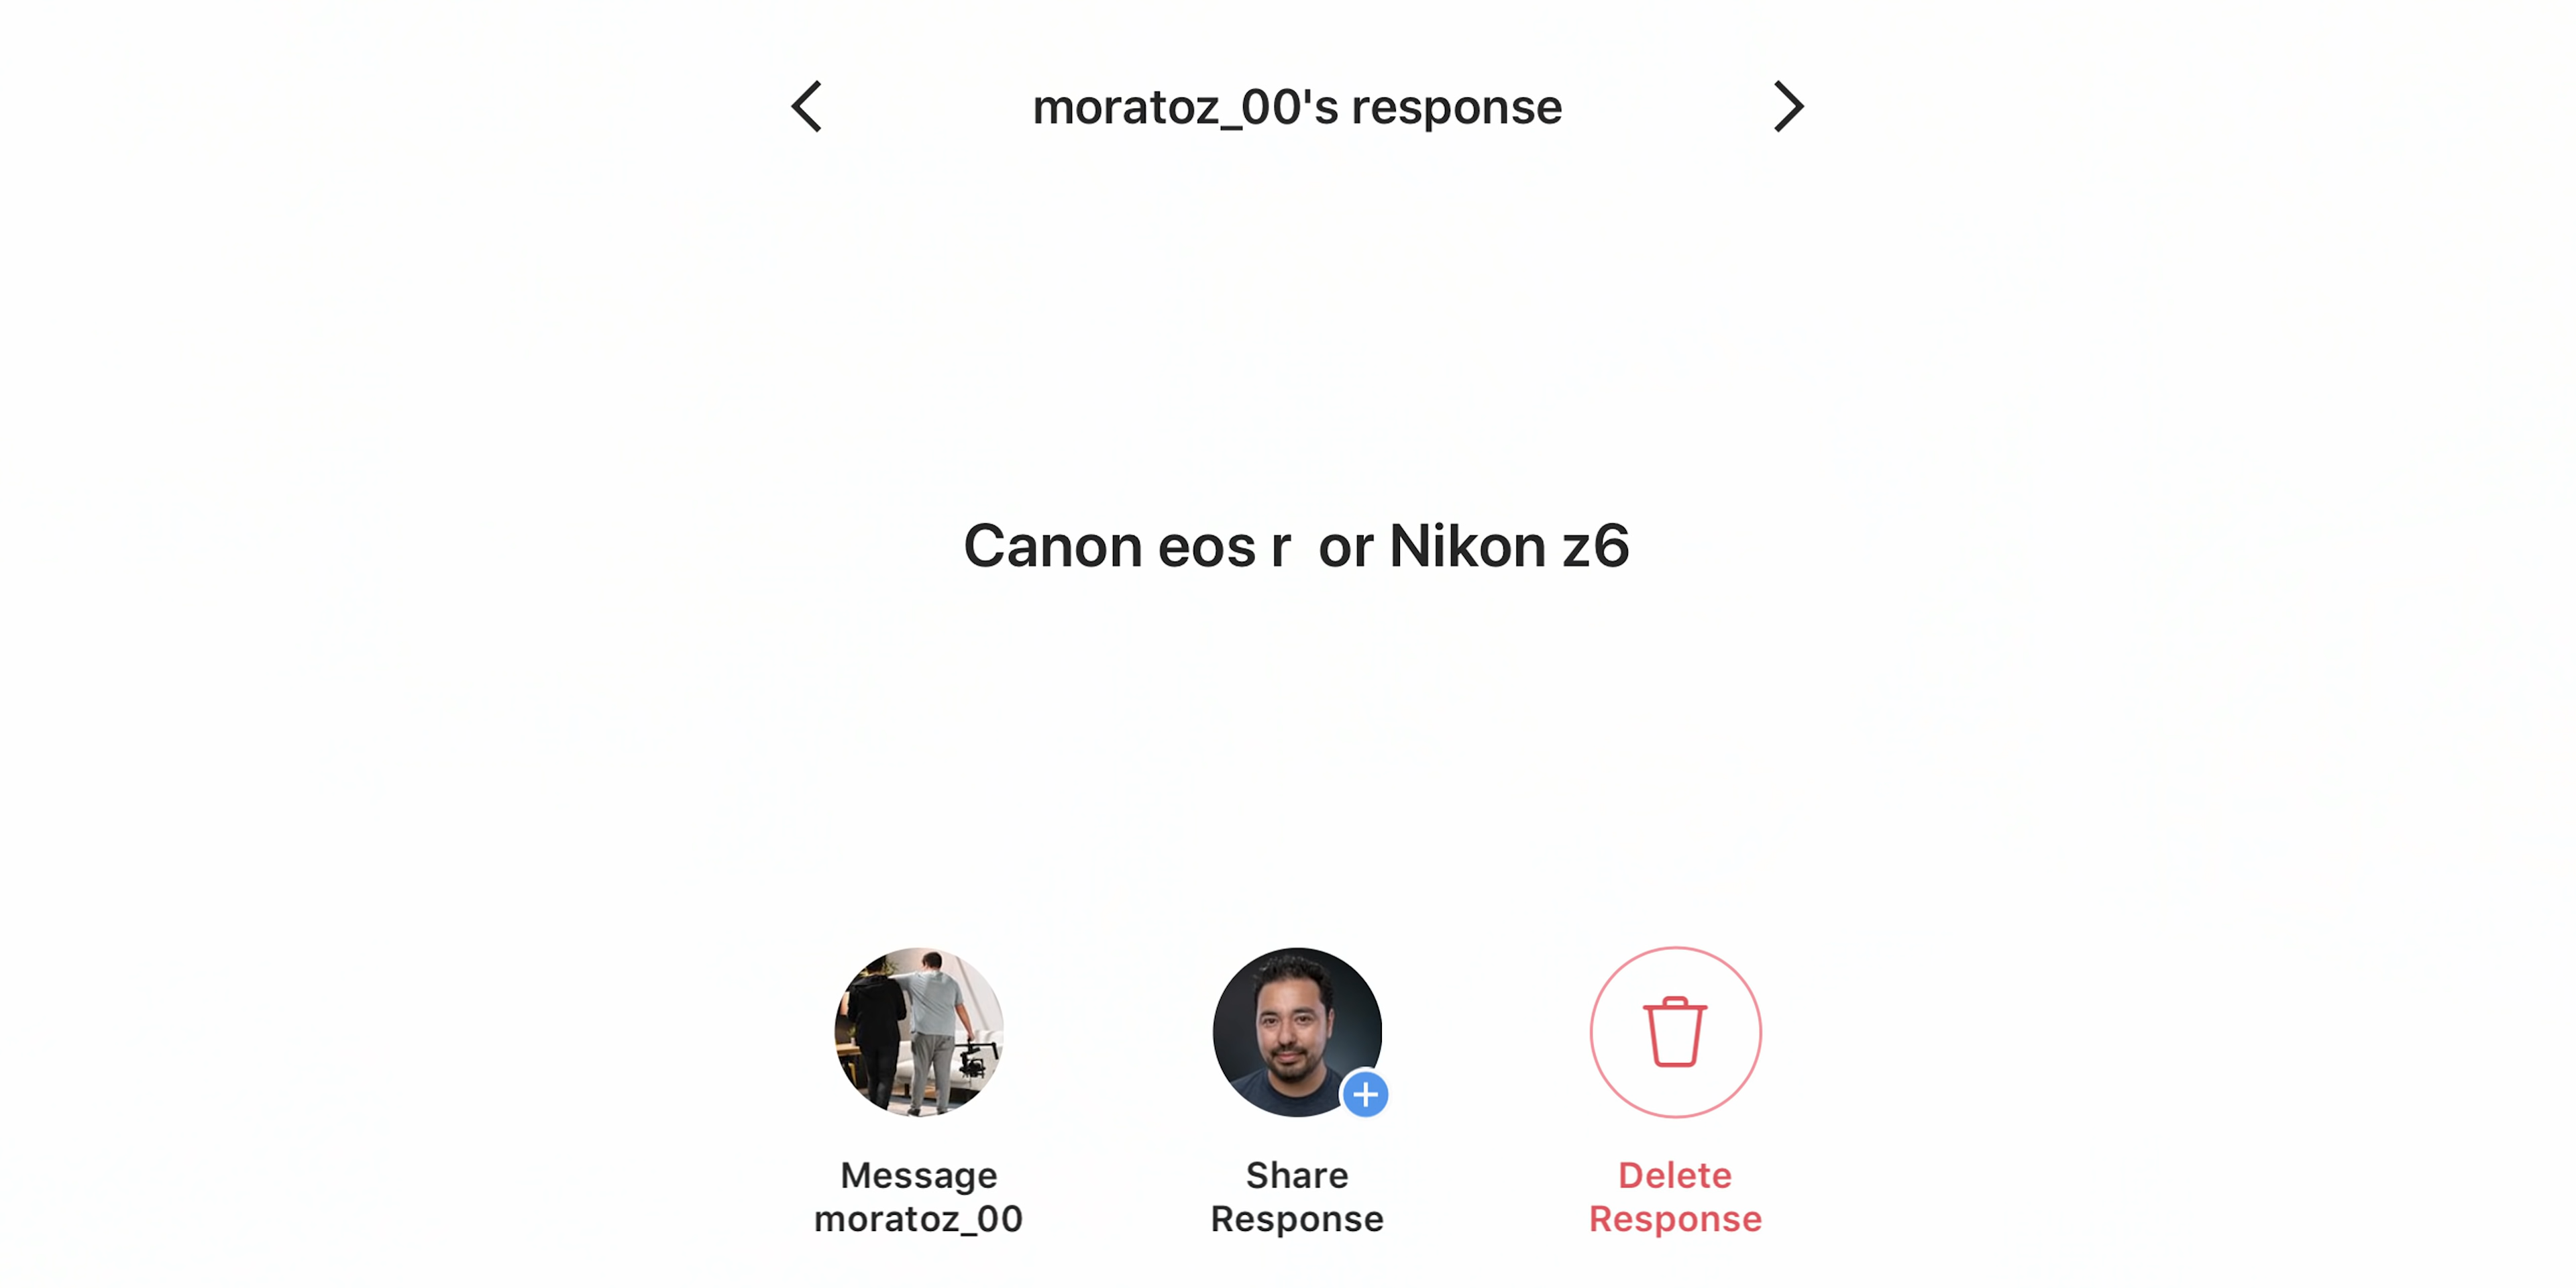 moratoz_00's response
Canon eos r  or Nikon z6
Message
moratoz_00
Share
Response
Delete
Response